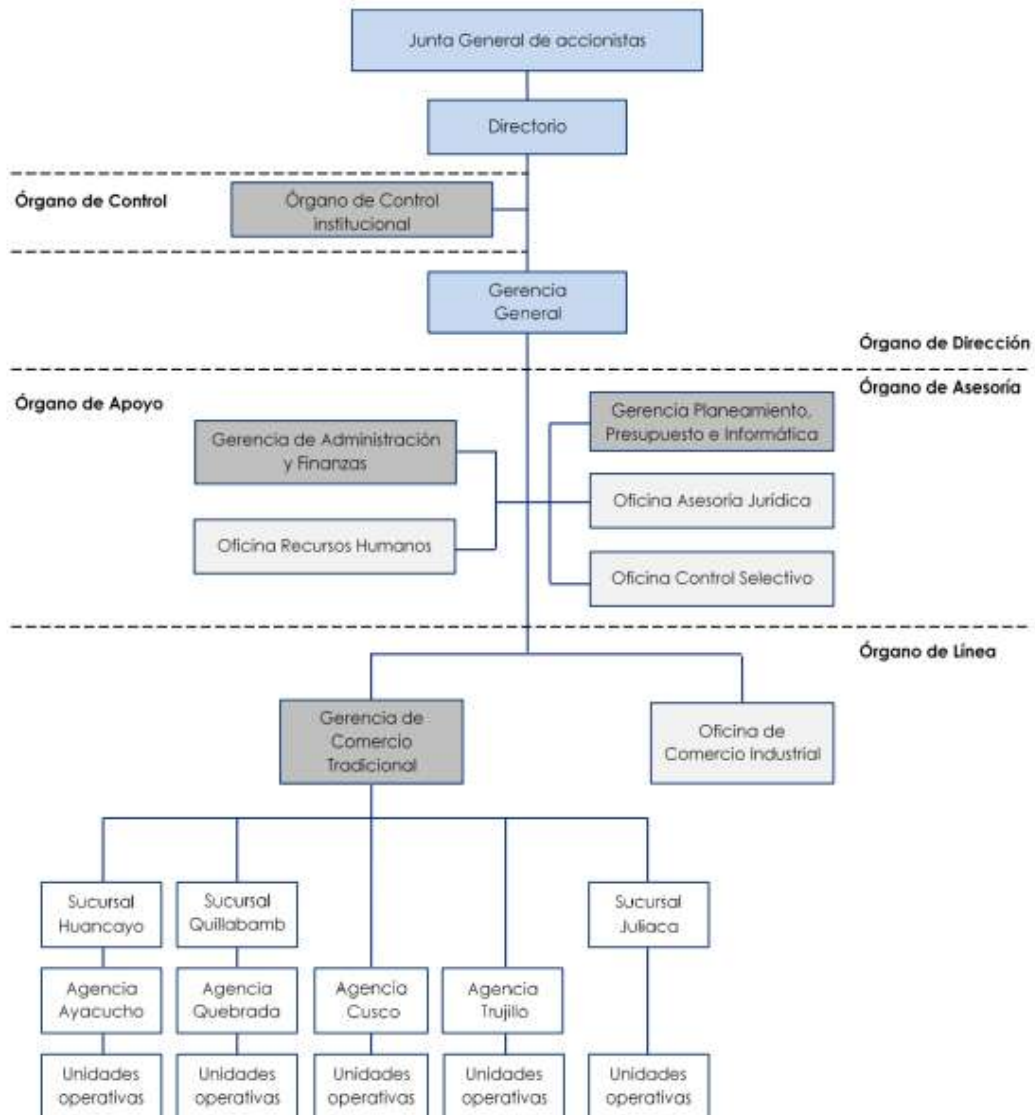 Junta General de accionistas
Directorio
Órgano de Control
Órgano de Control
institucional
Gerencia
General
Órgano de Dirección
Órgano de Apoyo
Órgano de Asesoría
Gerencia de Administración
y Finanzas
Oficina Recursos Humanos
Gerencia Planeamiento,
Presupuesto e Informática
Oficina Asesoría Jurídica
Oficina Control Selectivo
Órgano de Línea
Gerencia de
Comercio
Tradicional
Oficina de
Comercio Industrial
Sucursal
Huancayo
Sucursal
Quillabamb
Sucursal
Juliaca
Agencia
Ayacucho
Agencia
Quebrada
Agencia
Cusco
Agencia
Trujillo
Unidades
operativas
Unidades
operativas
Unidades
operativas
Unidades
operativas
Unidades
operativas